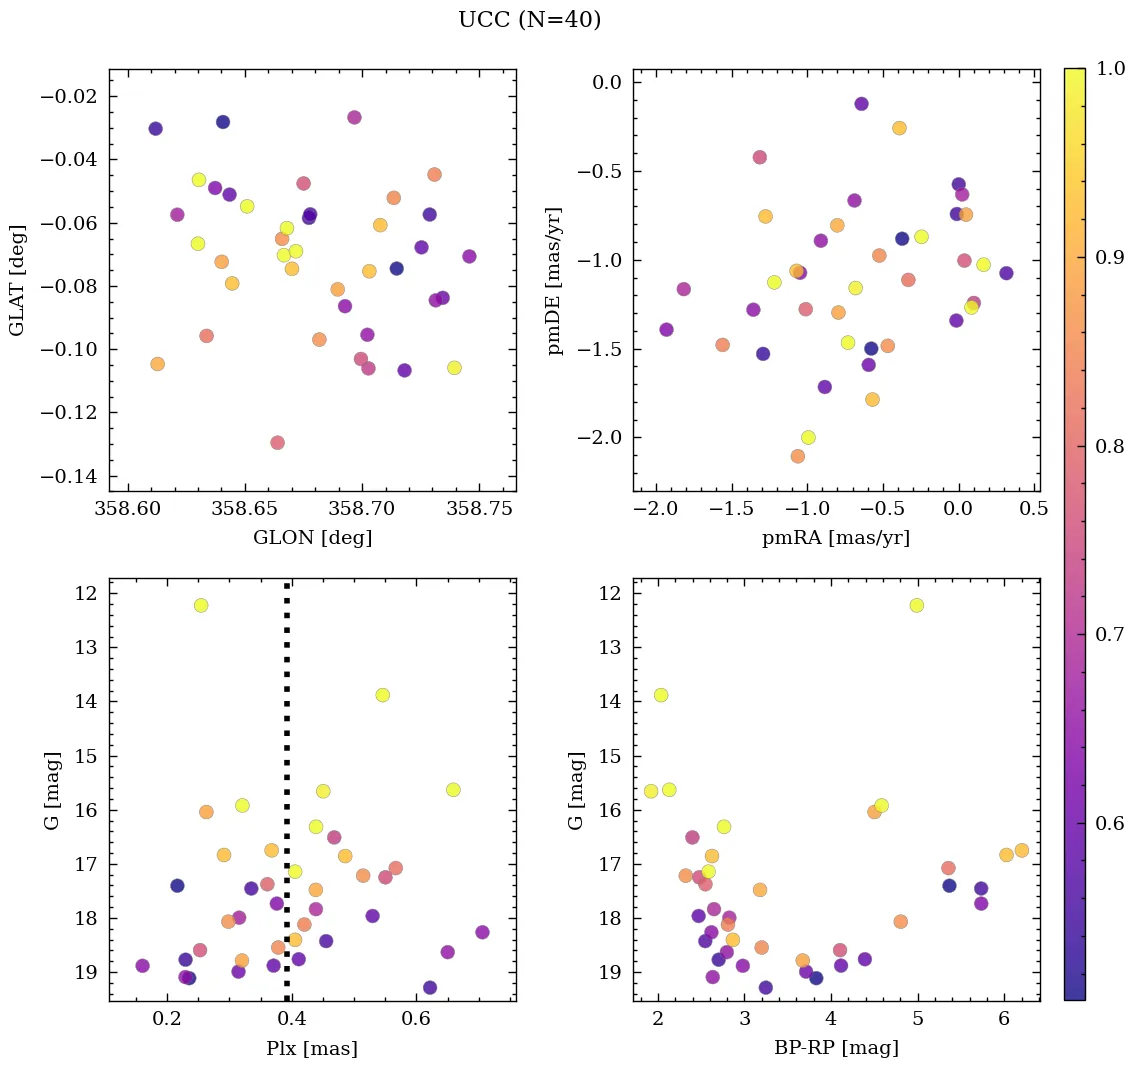 UCC (N=40)
−0.02
−0.04
−0.06
−0.08
−0.10
−0.12
−0.14
GLAT [deg]
358.60 358.65 358.70 358.75
GLON [deg]
0.0
−0.5
−1.0
−1.5
−2.0
pmDE [mas/yr]
−2.0 −1.5 −1.0 −0.5 0.0 0.5
pmRA [mas/yr]
12
13
14
15
16
17
18
19
G [mag]
0.2 0.4 0.6
Plx [mas]
12
13
14
15
16
17
18
19
G [mag]
2 3 4 5 6
BP-RP [mag]
1.0
0.9
0.8
0.7
0.6